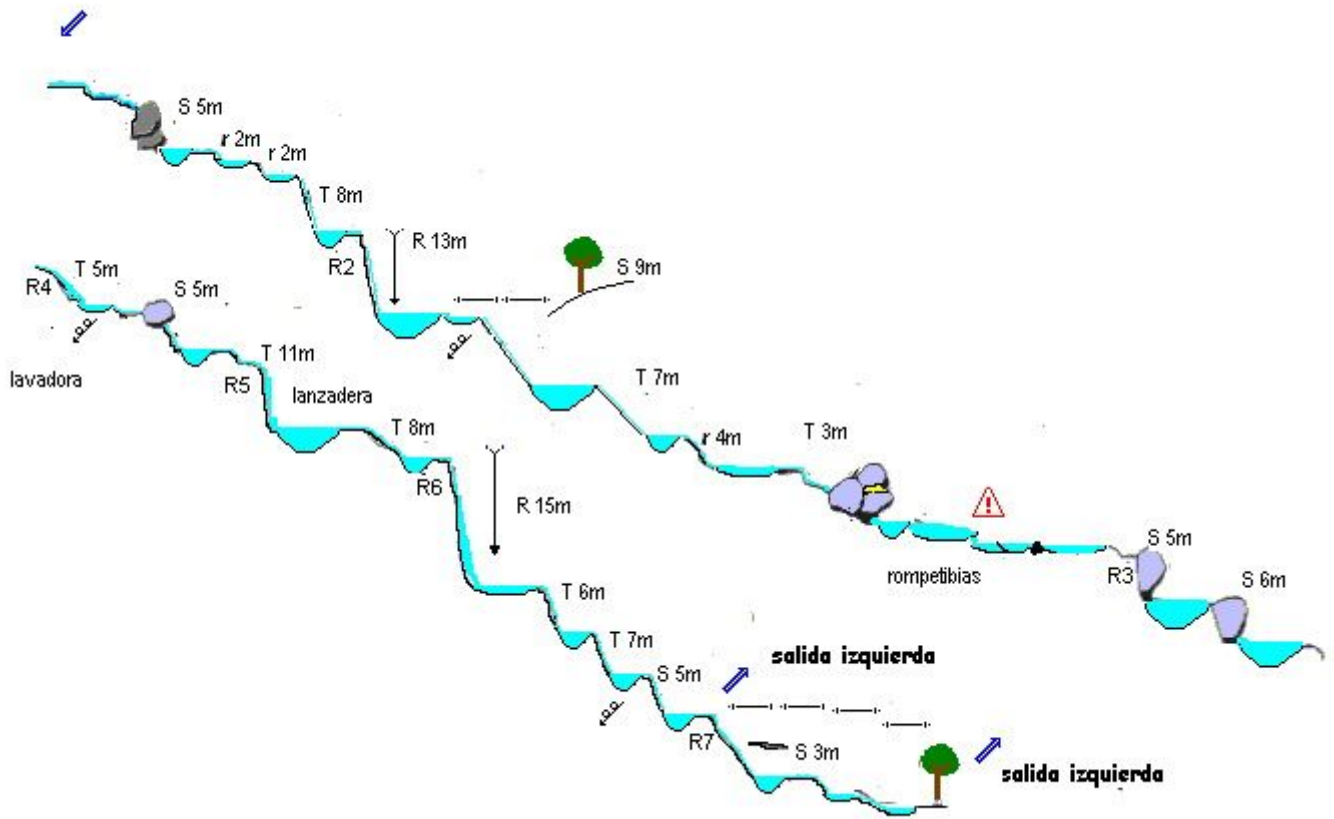 S 5m
r 2m
r 2m
T 8m
R2
R 13m
S 9m
T 7m
r 4m
T 3m
rompetibias
R3
S 5m
S 6m
R4
T 5m
S 5m
lavadora
R5
T 11m
lanzadera
T 8m
R6
R 15m
T 6m
T 7m
S 5m
salida izquierda
R7
S 3m
salida izquierda